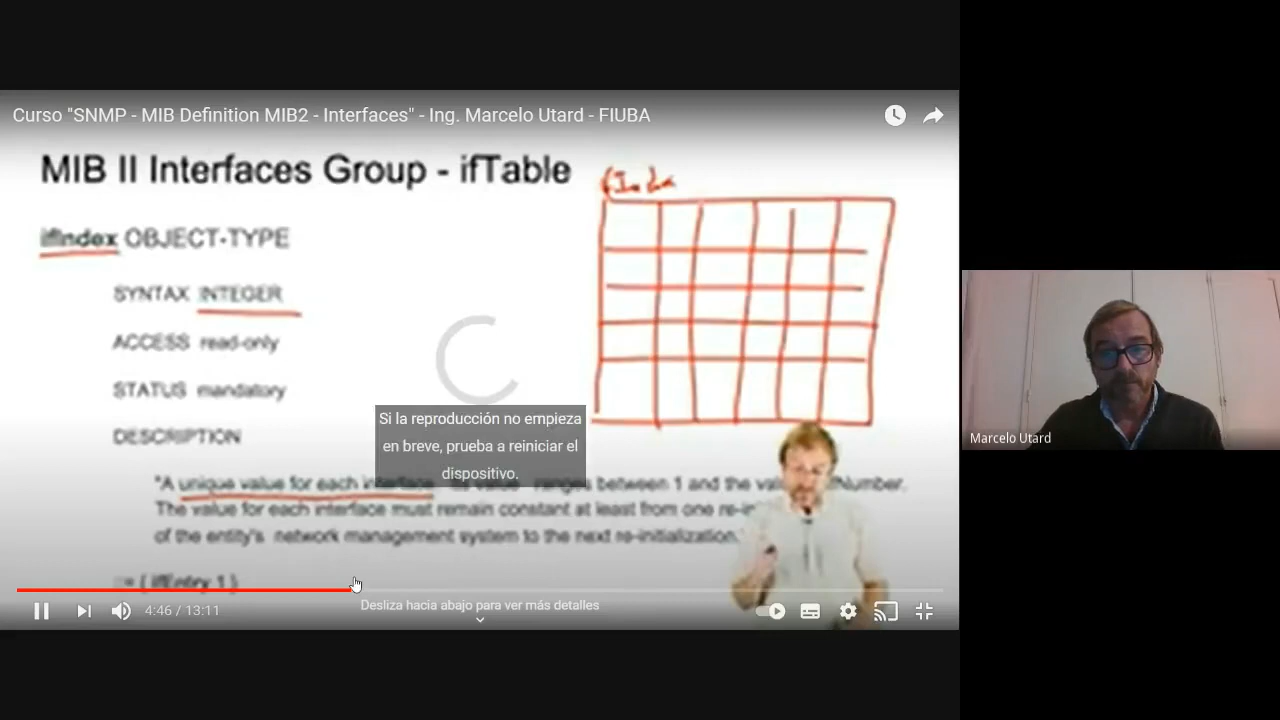 Curso "SNMP - MIB Definition MIB2 - Interfaces" - Ing. Marcelo Utard - FIUBA
MIB II Interfaces Group - ifTable
ifIndex OBJECT-TYPE
SYNTAX INTEGER
ACCESS read-only
STATUS mandatory
DESCRIPTION
Si la reproducción no empieza
en breve, prueba a reiniciar el
dispositivo.
"A unique value for each interface ranges between 1 and the
The value for each interface must remain constant at least from one
of the entity's network management system to the next re-initialization.
= { ifEntry 1 }
4:46 / 13:11
Desliza hacia abajo para ver más detalles
Marcelo Utard